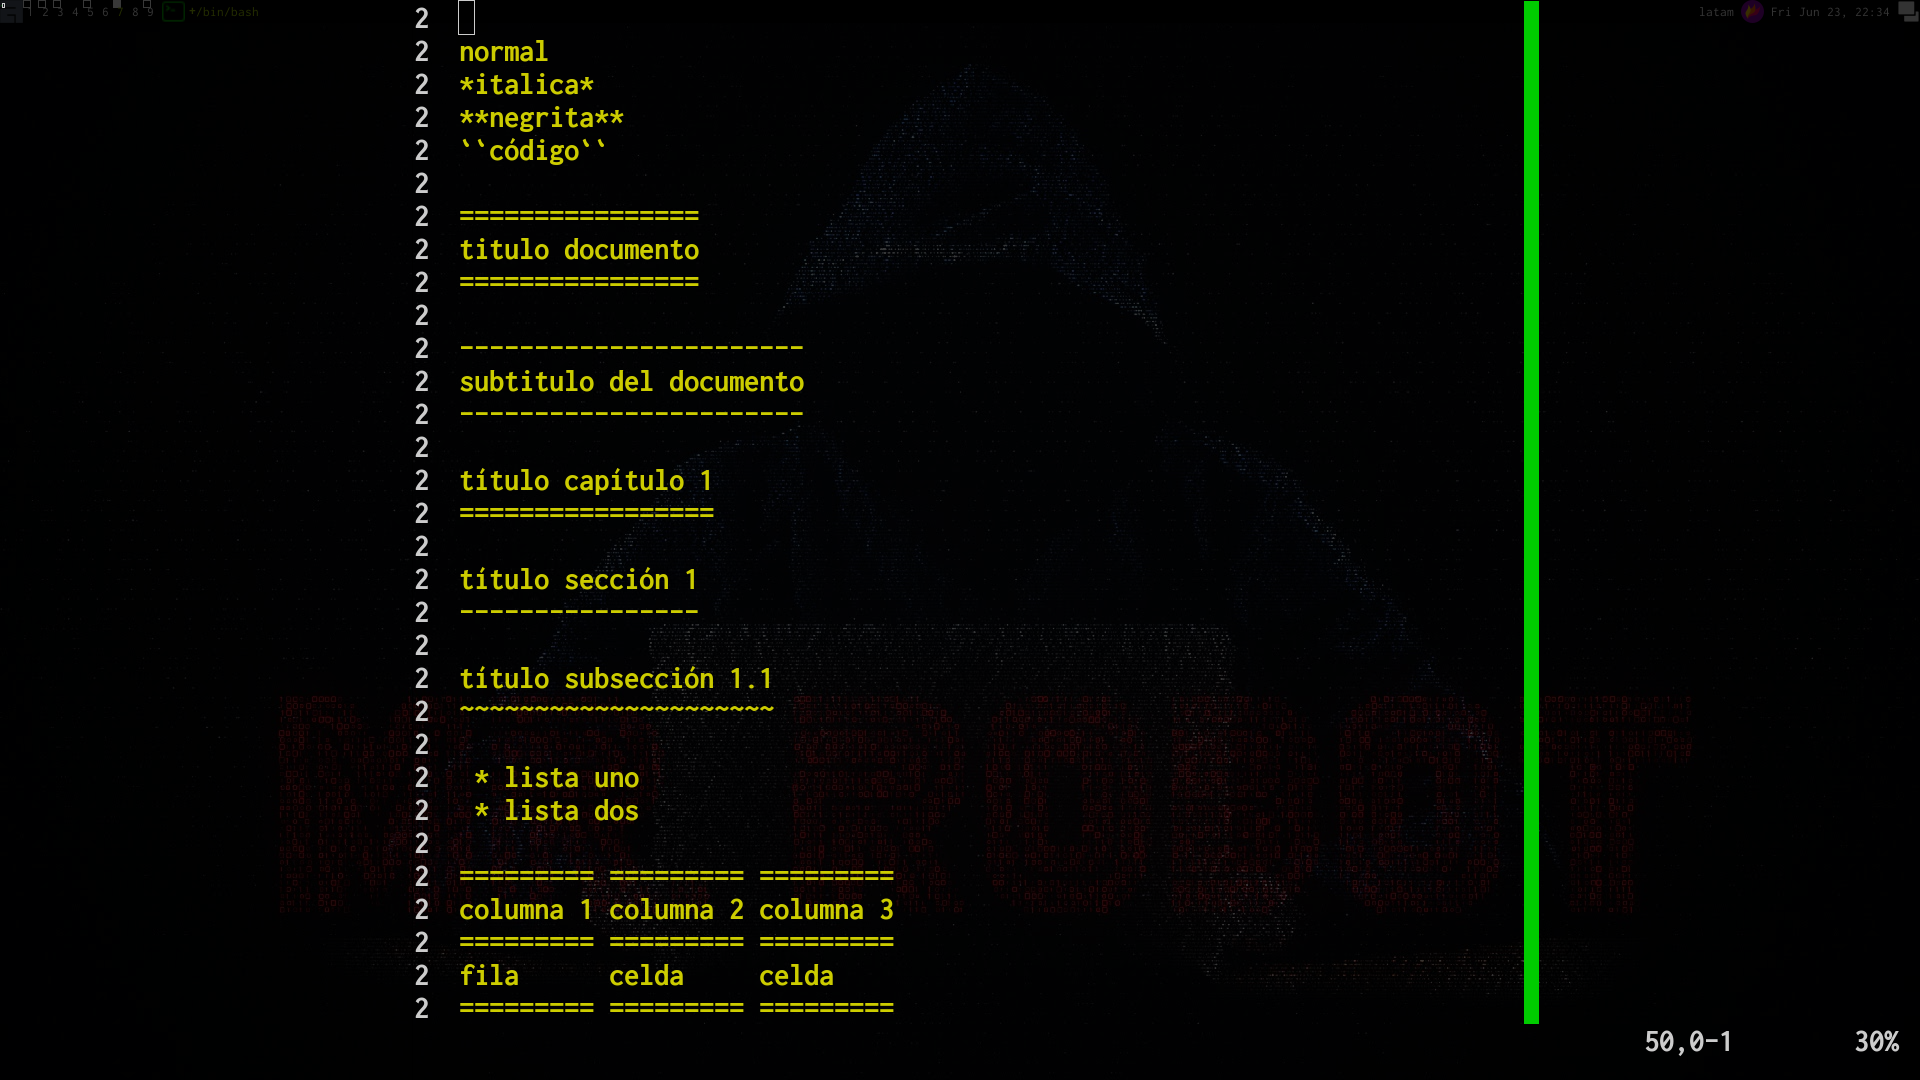 1 2 3 4 5 6 7 8 9 +/bin/bash latam Fri Jun 23, 22:34
2
2 normal
2 *italica*
2 **negrita**
2 ``código``
2
2 ================
2 titulo documento
2 ================
2
2 -----------------------
2 subtitulo del documento
2 -----------------------
2
2 título capítulo 1
2 =================
2
2 título sección 1
2 ----------------
2
2 título subsección 1.1
2 ~~~~~~~~~~~~~~~~~~~~~
2
2  * lista uno
2  * lista dos
2
2 ========= ========= =========
2 columna 1 columna 2 columna 3
2 ========= ========= =========
2 fila      celda     celda
2 ========= ========= =========
MR ROBOT
50,0-1 30%